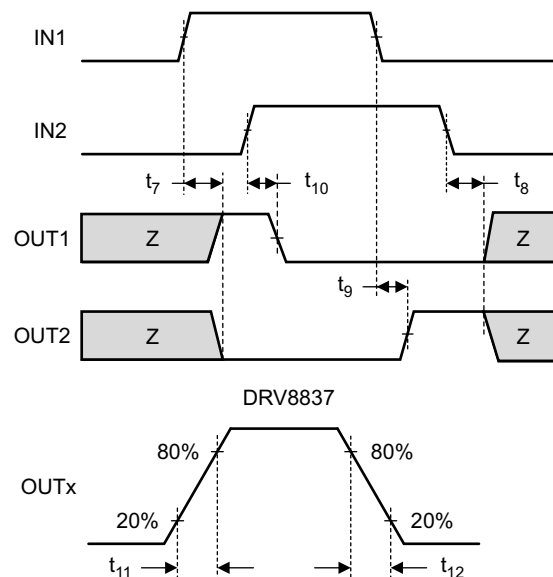 IN1
IN2
t7
t10
t8
OUT1
Z
Z
t9
OUT2
Z
Z
DRV8837
80%
80%
OUTx
20%
20%
t11
t12